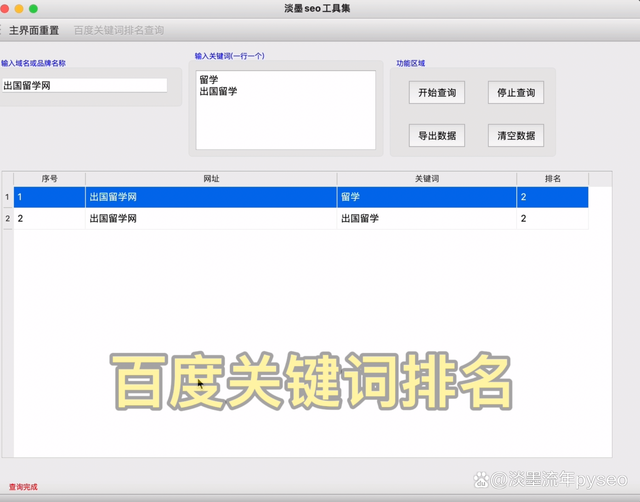 淡墨seo工具集
主界面重置 百度关键词排名查询
输入域名或品牌名称
出国留学网
输入关键词(一行一个)
留学
出国留学
功能区域
开始查询 停止查询
导出数据 清空数据
序号 网址 关键词 排名
1 1 出国留学网 留学 2
2 2 出国留学网 出国留学 2
百度关键词排名
查询完成
@淡墨流年pyseo